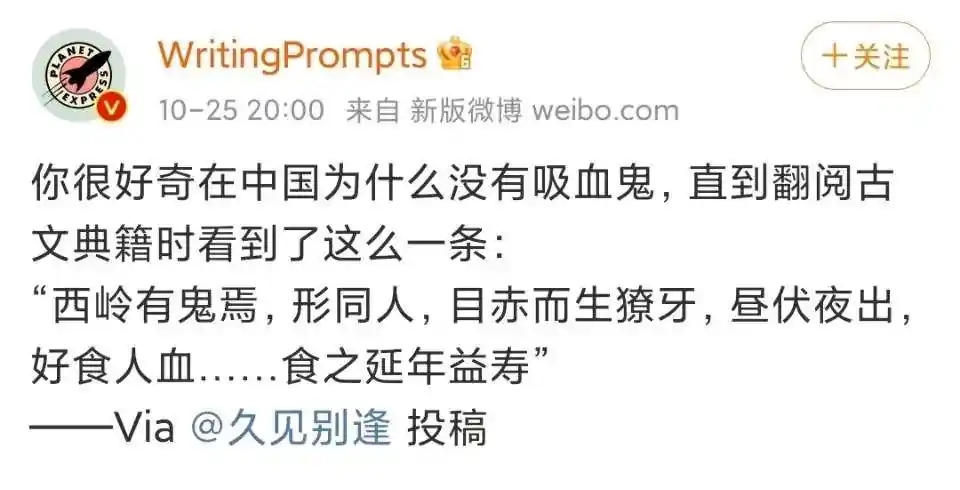 PLANET EXPRESS
WritingPrompts
+关注
10-25 20:00 来自 新版微博 weibo.com
你很好奇在中国为什么没有吸血鬼，直到翻阅古
文典籍时看到了这么一条：
“西岭有鬼焉，形同人，目赤而生獠牙，昼伏夜出，
好食人血......食之延年益寿”
——Via @久见别逢 投稿